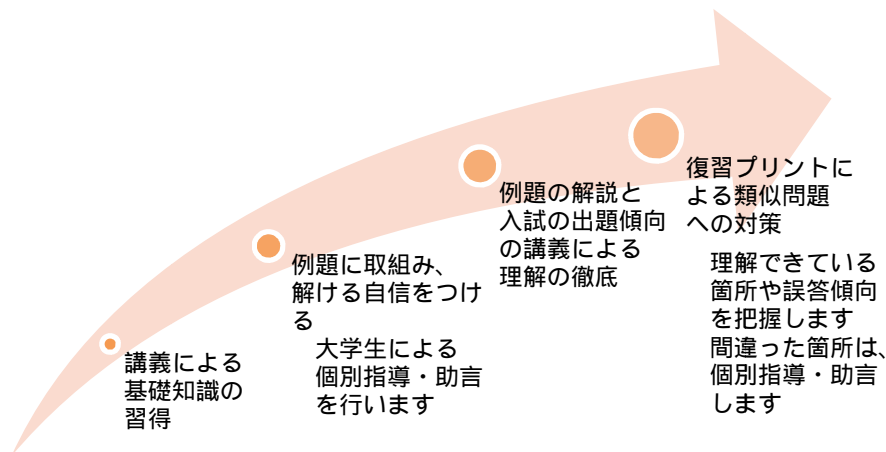 講義による
基礎知識の
習得
例題に取組み、
解ける自信をつけ
る
大学生による
個別指導・助言
を行います
例題の解説と
入試の出題傾向
の講義による
理解の徹底
復習プリントに
よる類似問題
への対策
理解できている
箇所や誤答傾向
を把握します
間違った箇所は、
個別指導・助言
します